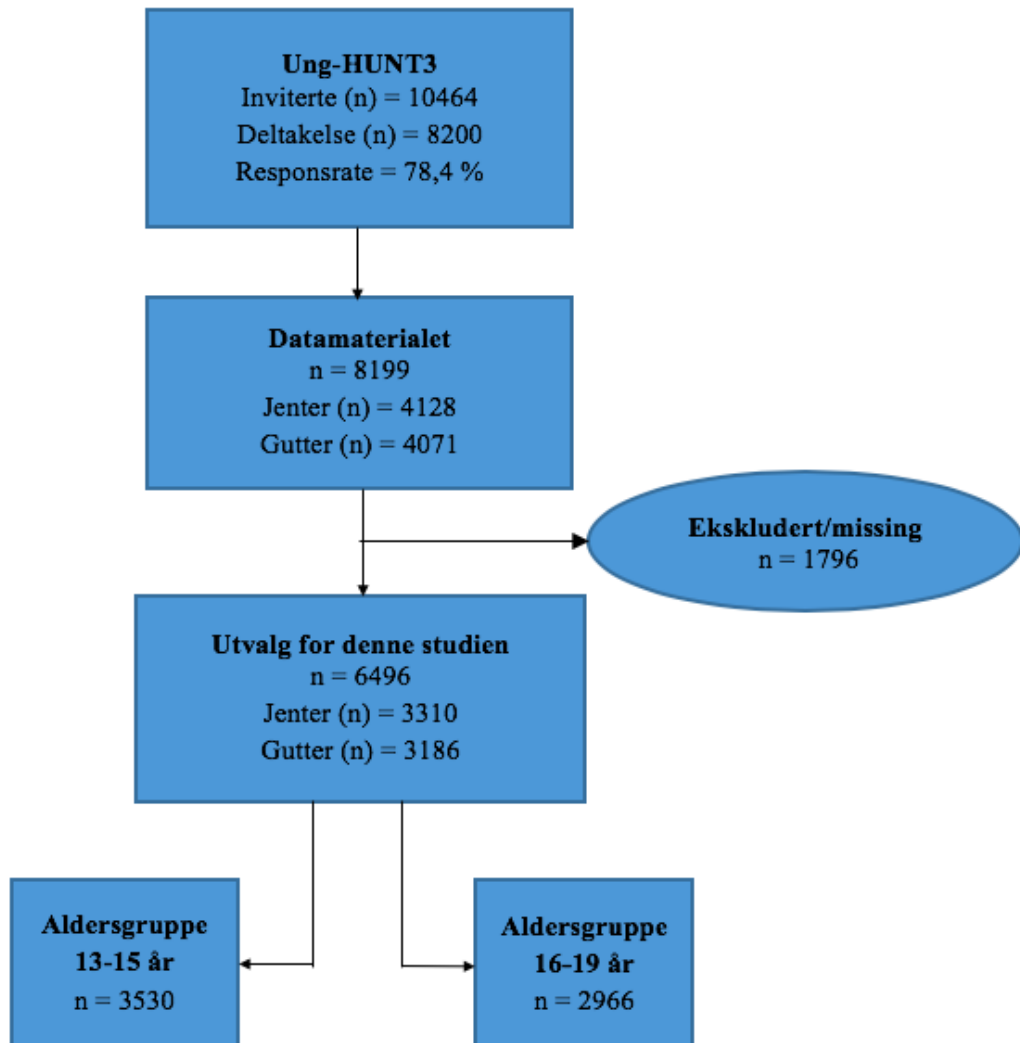 Ung-HUNT3
Inviterte (n) = 10464
Deltakelse (n) = 8200
Responsrate = 78,4 %
Datamaterialet
n = 8199
Jenter (n) = 4128
Gutter (n) = 4071
Ekskludert/missing
n = 1796
Utvalg for denne studien
n = 6496
Jenter (n) = 3310
Gutter (n) = 3186
Aldersgruppe
13-15 år
n = 3530
Aldersgruppe
16-19 år
n = 2966